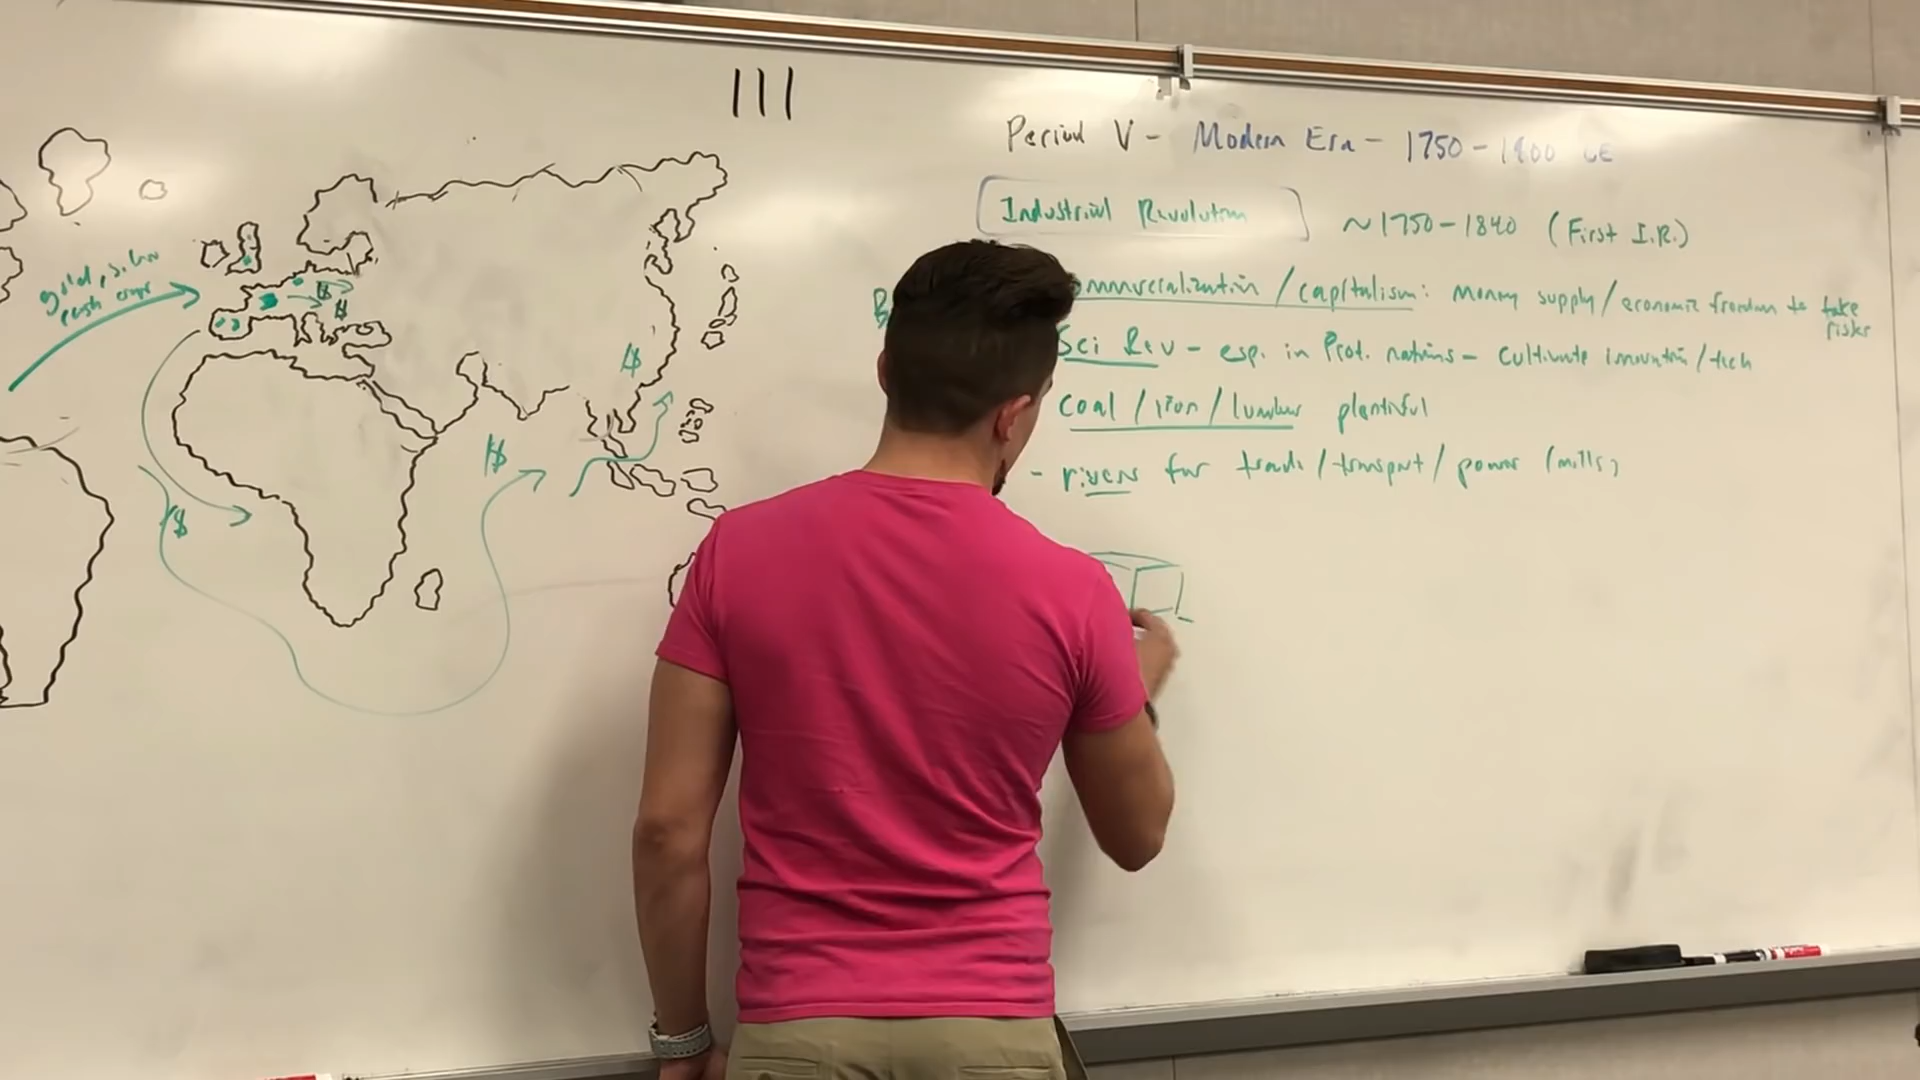 111
Period V - Modern Era - 1750 - 1900 CE
Industrial Revolution ~1750-1840 (First I.R.)
commercialization / capitalism: money supply / economic freedom to take
risks
Sci Rev - esp. in Prot. nations - cultivate innovation / tech
coal / iron / lumber plentiful
- rivers for trade / transport / power (mills)
gold, silver
cash crops
$
$
$
$
$